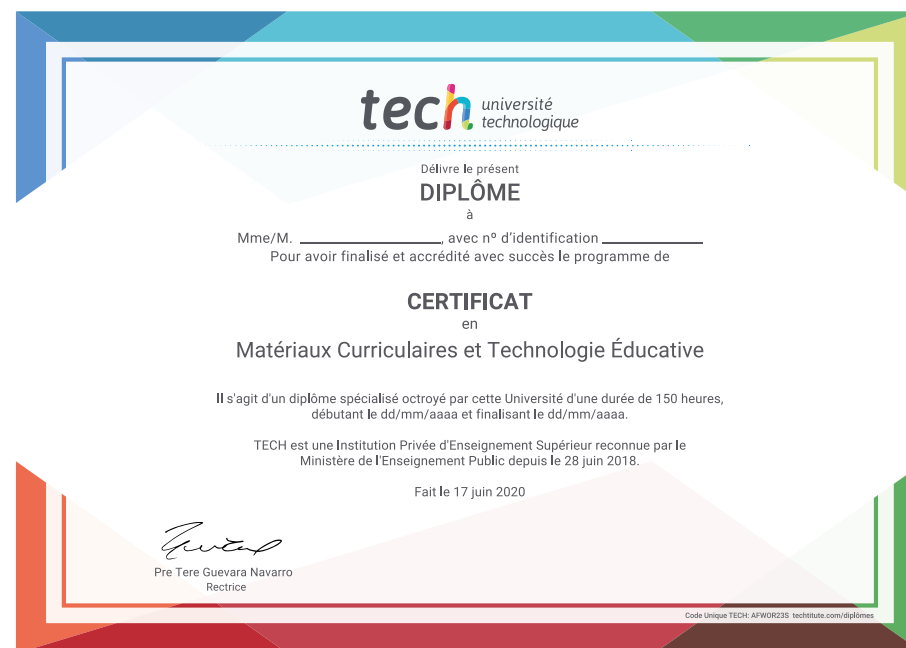 tech université
technologique
Délivre le présent
DIPLÔME
à
Mme/M. ____________________, avec nº d'identification ______________
Pour avoir finalisé et accrédité avec succès le programme de
CERTIFICAT
en
Matériaux Curriculaires et Technologie Éducative
Il s'agit d'un diplôme spécialisé octroyé par cette Université d'une durée de 150 heures,
débutant le dd/mm/aaaa et finalisant le dd/mm/aaaa.
TECH est une Institution Privée d'Enseignement Supérieur reconnue par le
Ministère de l'Enseignement Public depuis le 28 juin 2018.
Fait le 17 juin 2020
Pre Tere Guevara Navarro
Rectrice
Code Unique TECH: AFWOR23S techtitute.com/diplômes